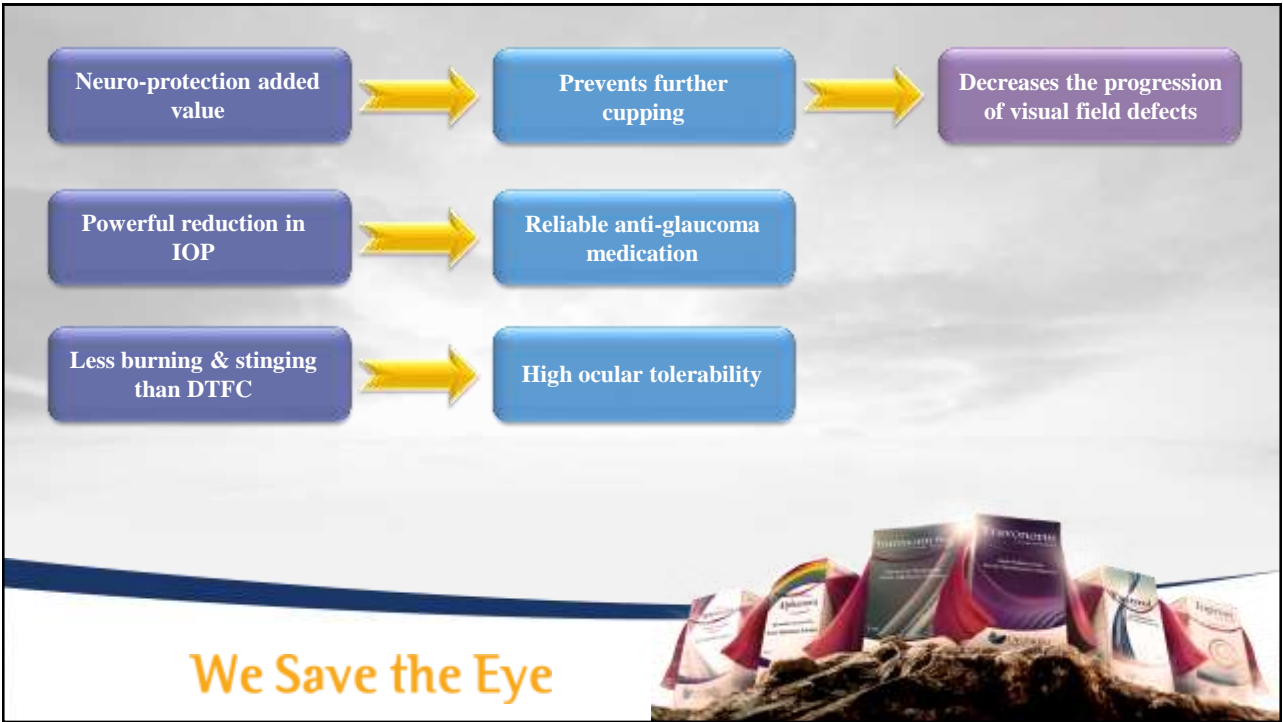 Neuro-protection added
value
Prevents further
cupping
Decreases the progression
of visual field defects
Powerful reduction in
IOP
Reliable anti-glaucoma
medication
Less burning & stinging
than DTFC
High ocular tolerability
We Save the Eye